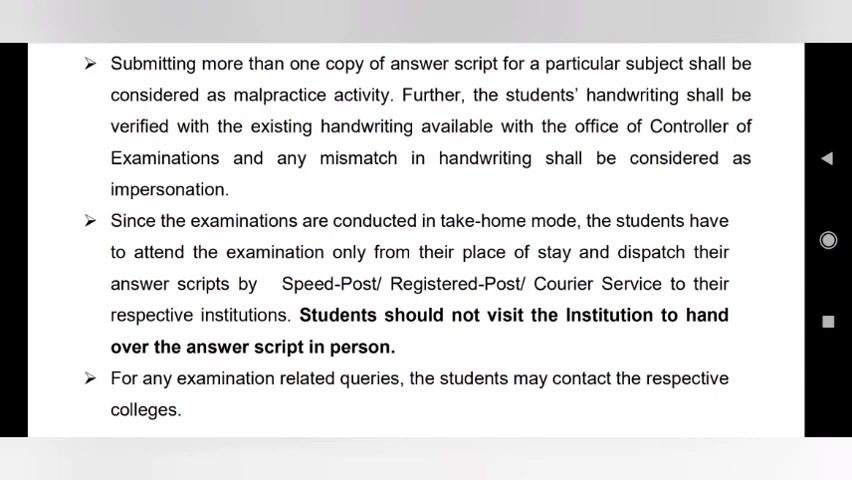 ➢ Submitting more than one copy of answer script for a particular subject shall be
considered as malpractice activity. Further, the students’ handwriting shall be
verified with the existing handwriting available with the office of Controller of
Examinations and any mismatch in handwriting shall be considered as
impersonation.
➢ Since the examinations are conducted in take-home mode, the students have
to attend the examination only from their place of stay and dispatch their
answer scripts by Speed-Post/ Registered-Post/ Courier Service to their
respective institutions. Students should not visit the Institution to hand
over the answer script in person.
➢ For any examination related queries, the students may contact the respective
colleges.